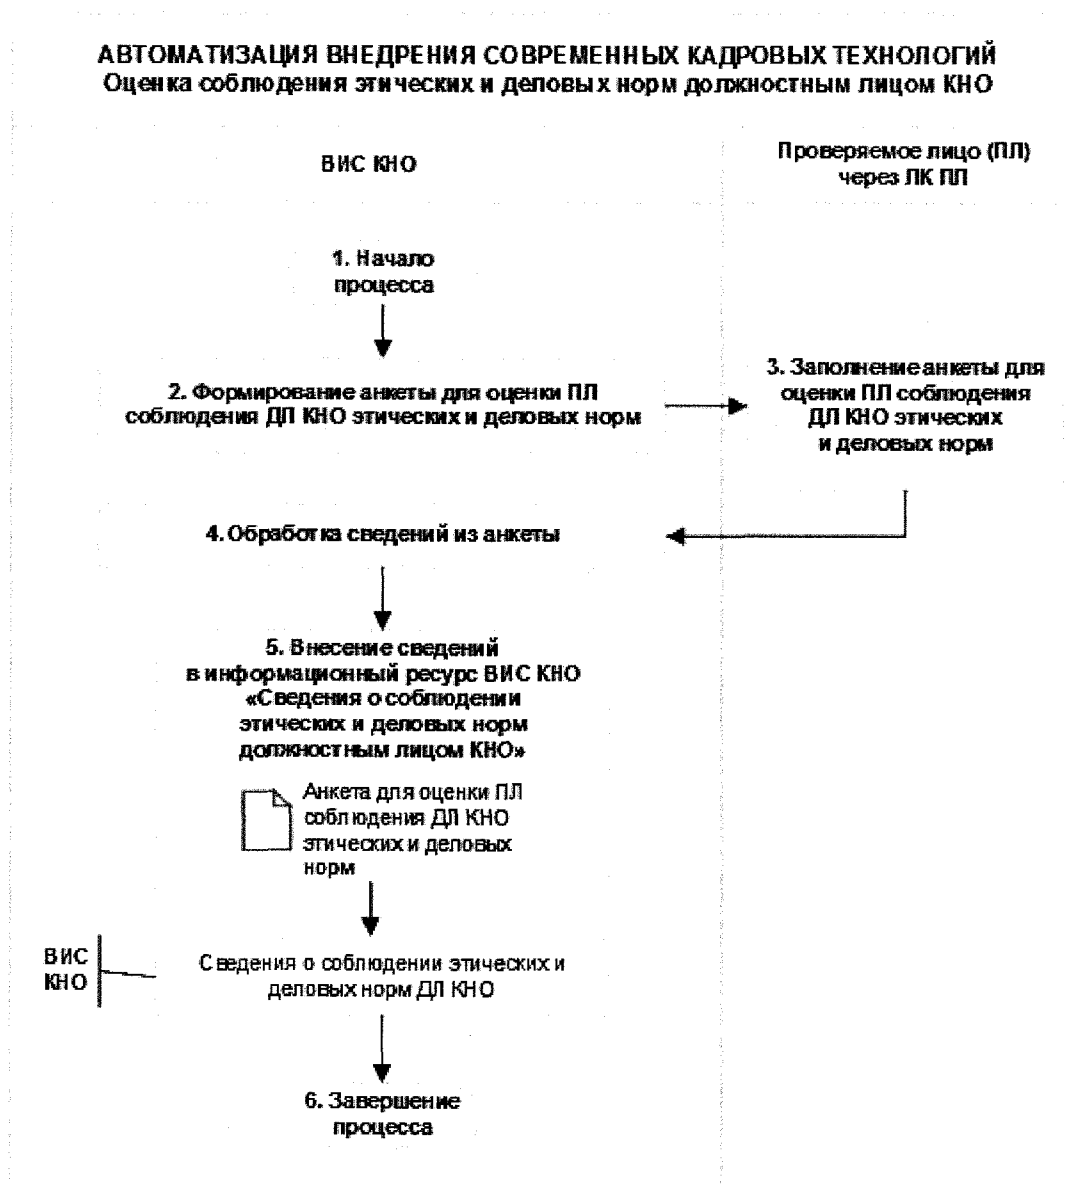 АВТОМАТИЗАЦИЯ ВНЕДРЕНИЯ СОВРЕМЕННЫХ КАДРОВЫХ ТЕХНОЛОГИЙ
Оценка соблюдения этических и деловых норм должностным лицом КНО
ВИС КНО
Проверяемое лицо (ПЛ)
через ЛК ПЛ
1. Начало
процесса
2. Формирование анкеты для оценки ПЛ
соблюдения ДЛ КНО этических и деловых норм
3. Заполнение анкеты для
оценки ПЛ соблюдения
ДЛ КНО этических
и деловых норм
4. Обработка сведений из анкеты
5. Внесение сведений
в информационный ресурс ВИС КНО
«Сведения о соблюдении
этических и деловых норм
должностным лицом КНО»
Анкета для оценки ПЛ
соблюдения ДЛ КНО
этических и деловых
норм
ВИС
КНО
Сведения о соблюдении этических и
деловых норм ДЛ КНО
6. Завершение
процесса